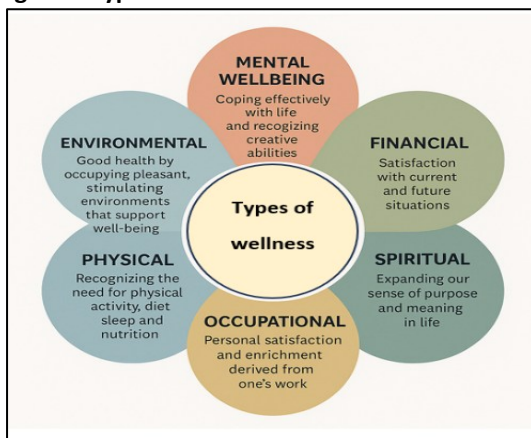 MENTAL
WELLBEING
Coping effectively
with life
and recogizing
creative
abilities
FINANCIAL
Satisfaction
with current
and future
situations
SPIRITUAL
Expanding our
sense of purpose
and meaning
in life
OCCUPATIONAL
Personal satisfaction
and enrichment
derived from
one's work
PHYSICAL
Recognizing the
need for physical
activity, diet
sleep and
nutrition
ENVIRONMENTAL
Good health by
occupying pleasant,
stimulating
environments
that support
well-being
Types of
wellness